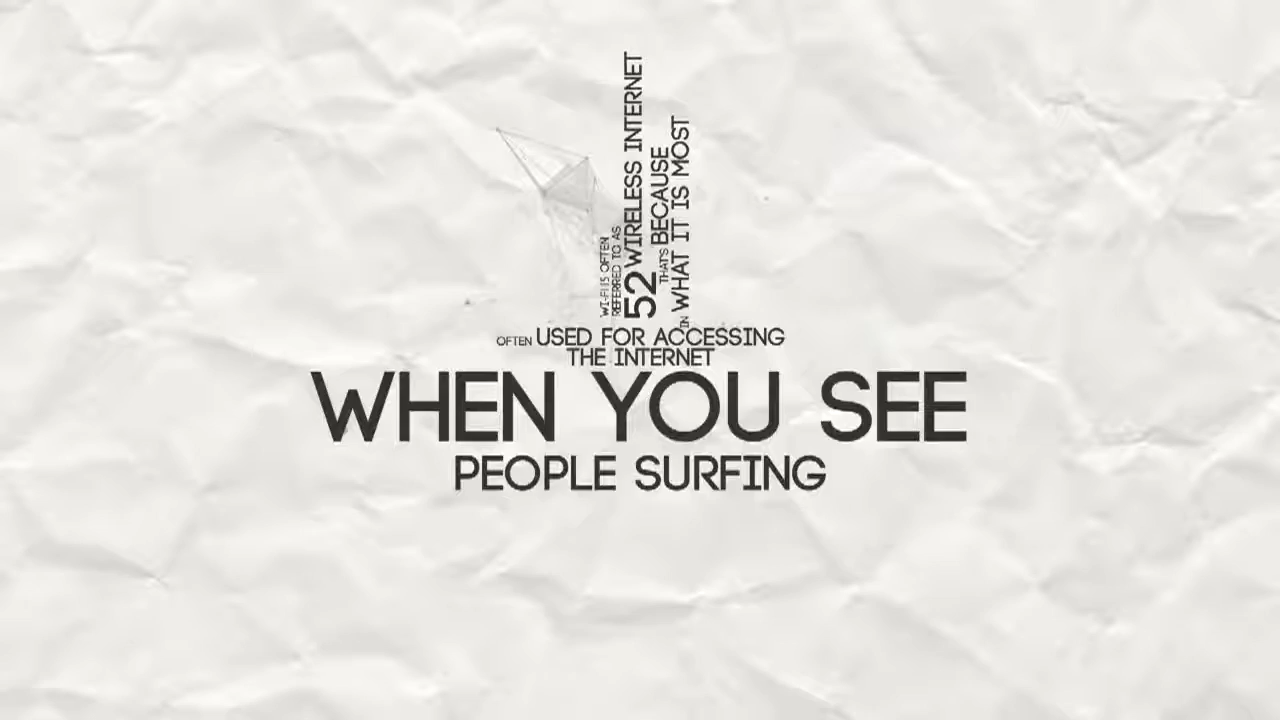 WI-FI IS OFTEN
REFERRED TO AS
52 WIRELESS INTERNET
THAT'S BECAUSE
IN WHAT IT IS MOST
OFTEN USED FOR ACCESSING
THE INTERNET
WHEN YOU SEE
PEOPLE SURFING